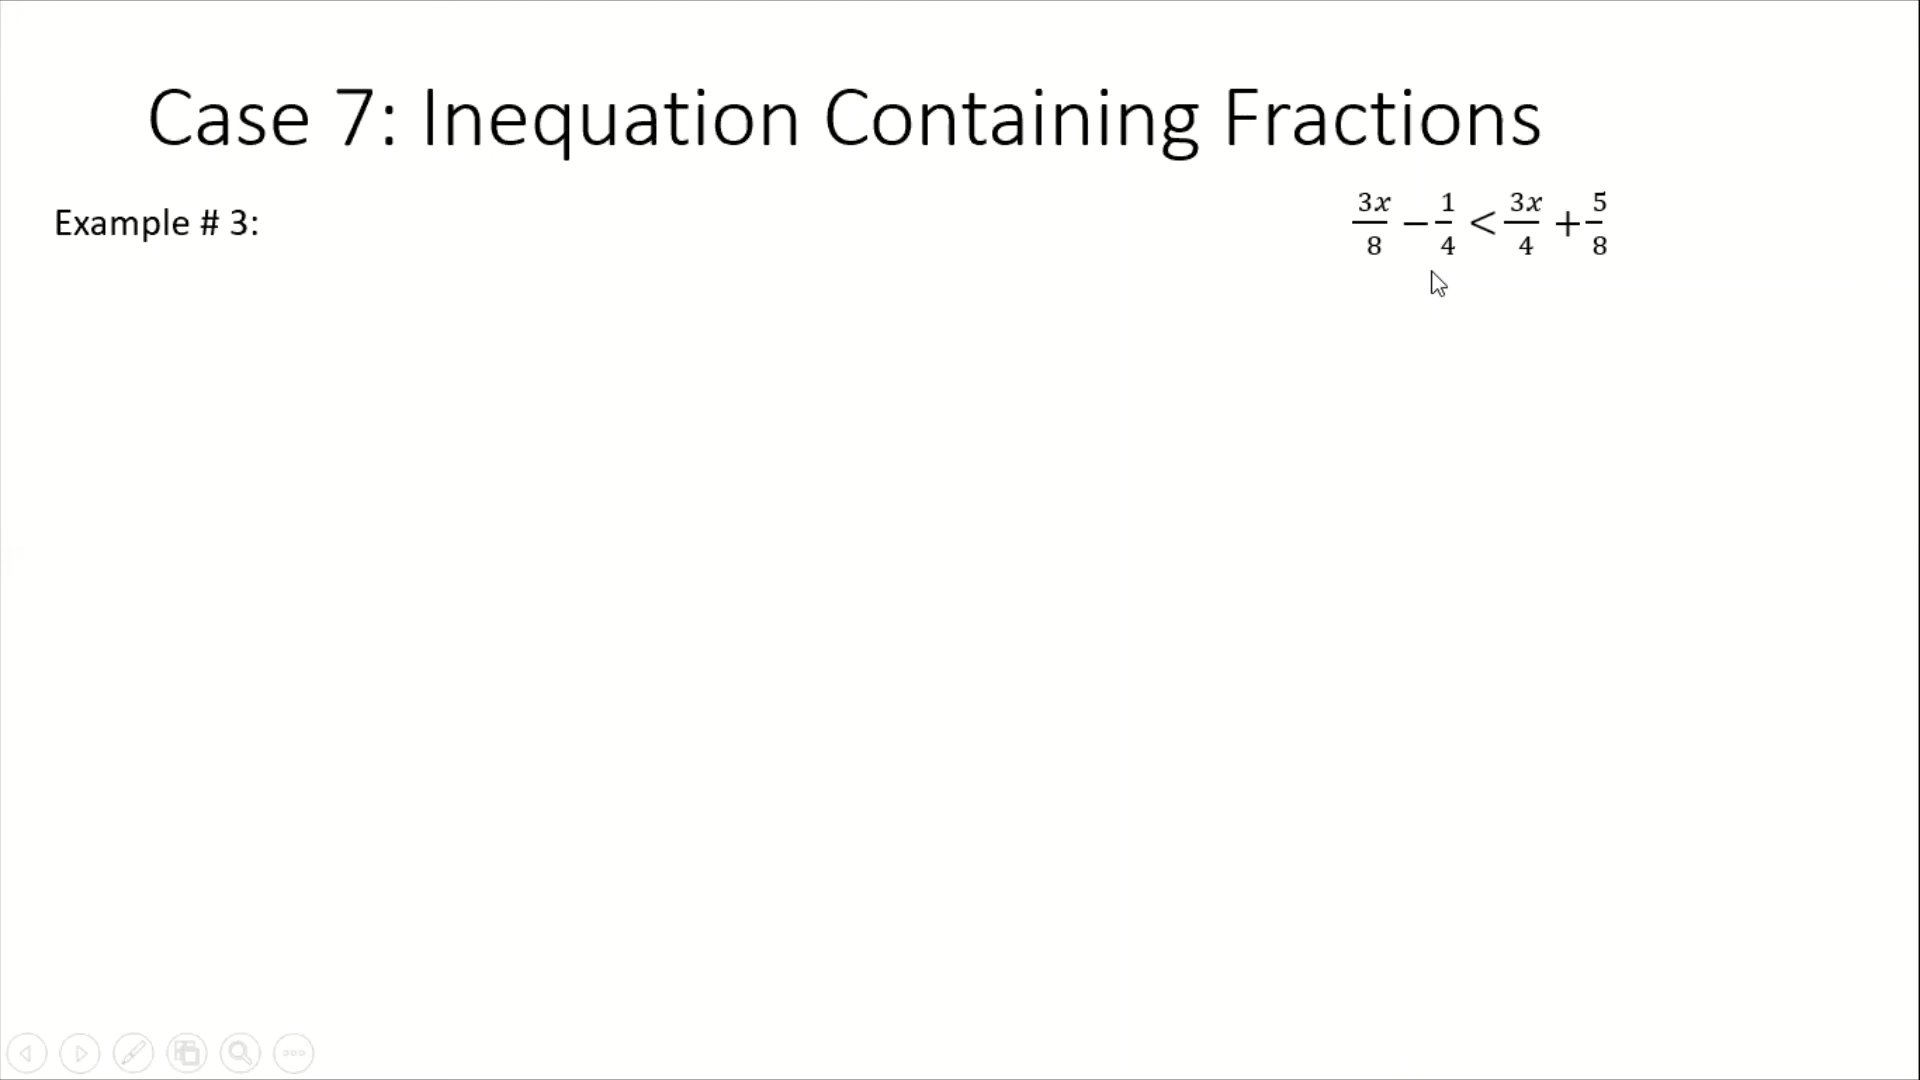 Case 7: Inequation Containing Fractions
Example # 3: 3x/8 − 1/4 < 3x/4 + 5/8